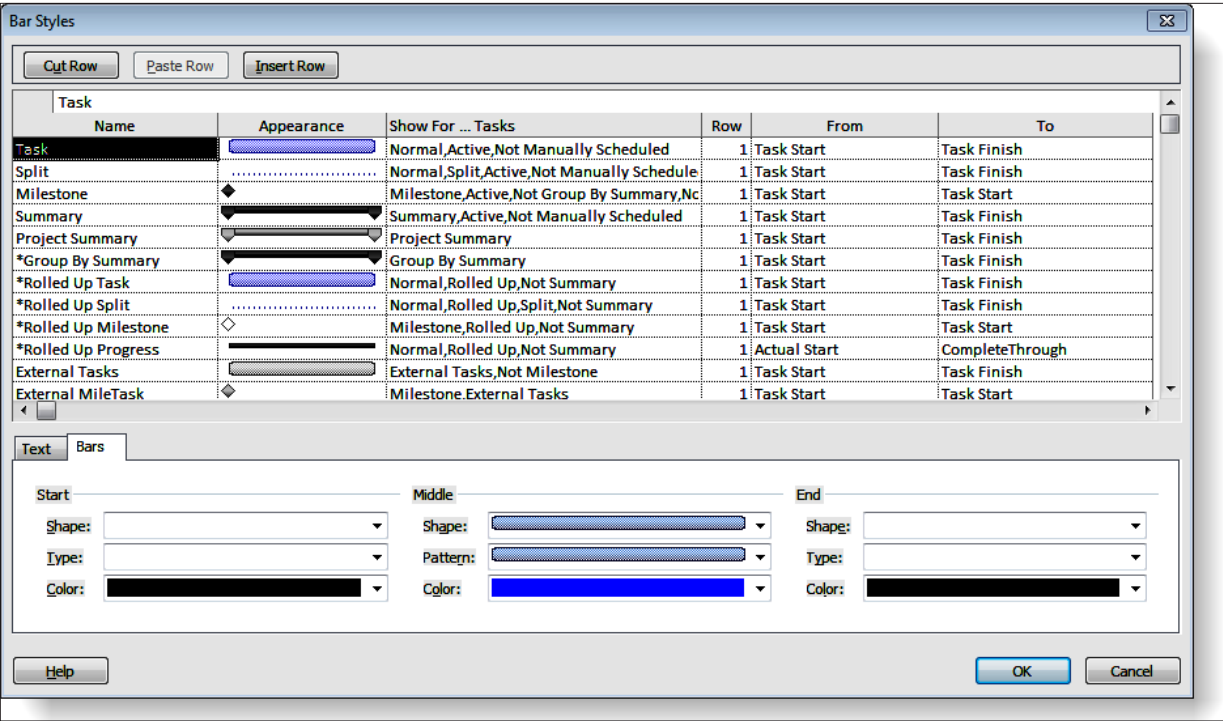 Bar Styles
Cut Row Paste Row Insert Row
Task
Name Appearance Show For ... Tasks Row From To
Task Normal,Active,Not Manually Scheduled 1 Task Start Task Finish
Split Normal,Split,Active,Not Manually Schedule 1 Task Start Task Finish
Milestone Milestone,Active,Not Group By Summary,Nc 1 Task Start Task Start
Summary Summary,Active,Not Manually Scheduled 1 Task Start Task Finish
Project Summary Project Summary 1 Task Start Task Finish
*Group By Summary Group By Summary 1 Task Start Task Finish
*Rolled Up Task Normal,Rolled Up,Not Summary 1 Task Start Task Finish
*Rolled Up Split Normal,Rolled Up,Split,Not Summary 1 Task Start Task Finish
*Rolled Up Milestone Milestone,Rolled Up,Not Summary 1 Task Start Task Start
*Rolled Up Progress Normal,Rolled Up,Not Summary 1 Actual Start CompleteThrough
External Tasks External Tasks,Not Milestone 1 Task Start Task Finish
External MileTask Milestone,External Tasks 1 Task Start Task Start
Text Bars
Start Middle End
Shape: Shape: Shape:
Type: Pattern: Type:
Color: Color: Color:
Help OK Cancel